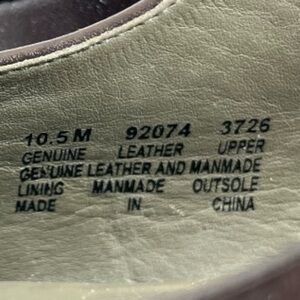 10.5 M 92074 3726
GENUINE LEATHER UPPER
GENUINE LEATHER AND MANMADE
LINING MANMADE OUTSOLE
MADE IN CHINA